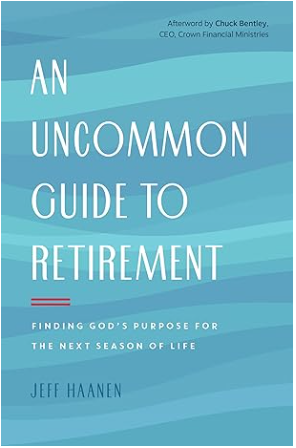 Afterword by Chuck Bentley,
CEO, Crown Financial Ministries
AN
UNCOMMON
GUIDE TO
RETIREMENT
FINDING GOD'S PURPOSE FOR
THE NEXT SEASON OF LIFE
JEFF HAANEN